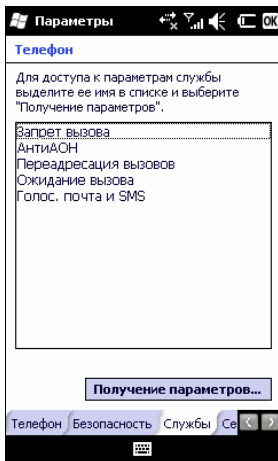 Параметры OK
Телефон
Для доступа к параметрам службы
выделите ее имя в списке и выберите
"Получение параметров".
Запрет вызова
АнтиАОН
Переадресация вызовов
Ожидание вызова
Голос. почта и SMS
Получение параметров...
Телефон Безопасность Службы Се